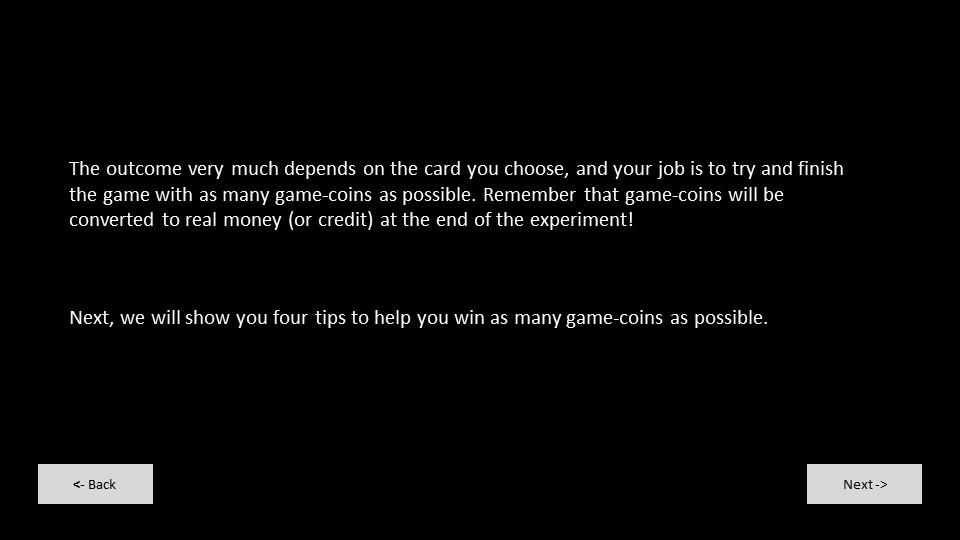 The outcome very much depends on the card you choose, and your job is to try and finish
the game with as many game-coins as possible. Remember that game-coins will be
converted to real money (or credit) at the end of the experiment!
Next, we will show you four tips to help you win as many game-coins as possible.
<- Back
Next ->